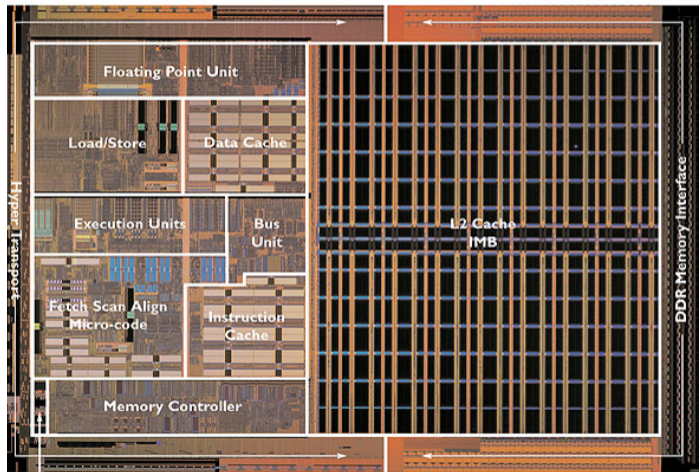 Floating Point Unit
Load/Store
Data Cache
Hyper Transport
Execution Units
Bus
Unit
L2 Cache
IMB
DDR Memory Interface
Fetch Scan Align
Micro-code
Instruction
Cache
Memory Controller